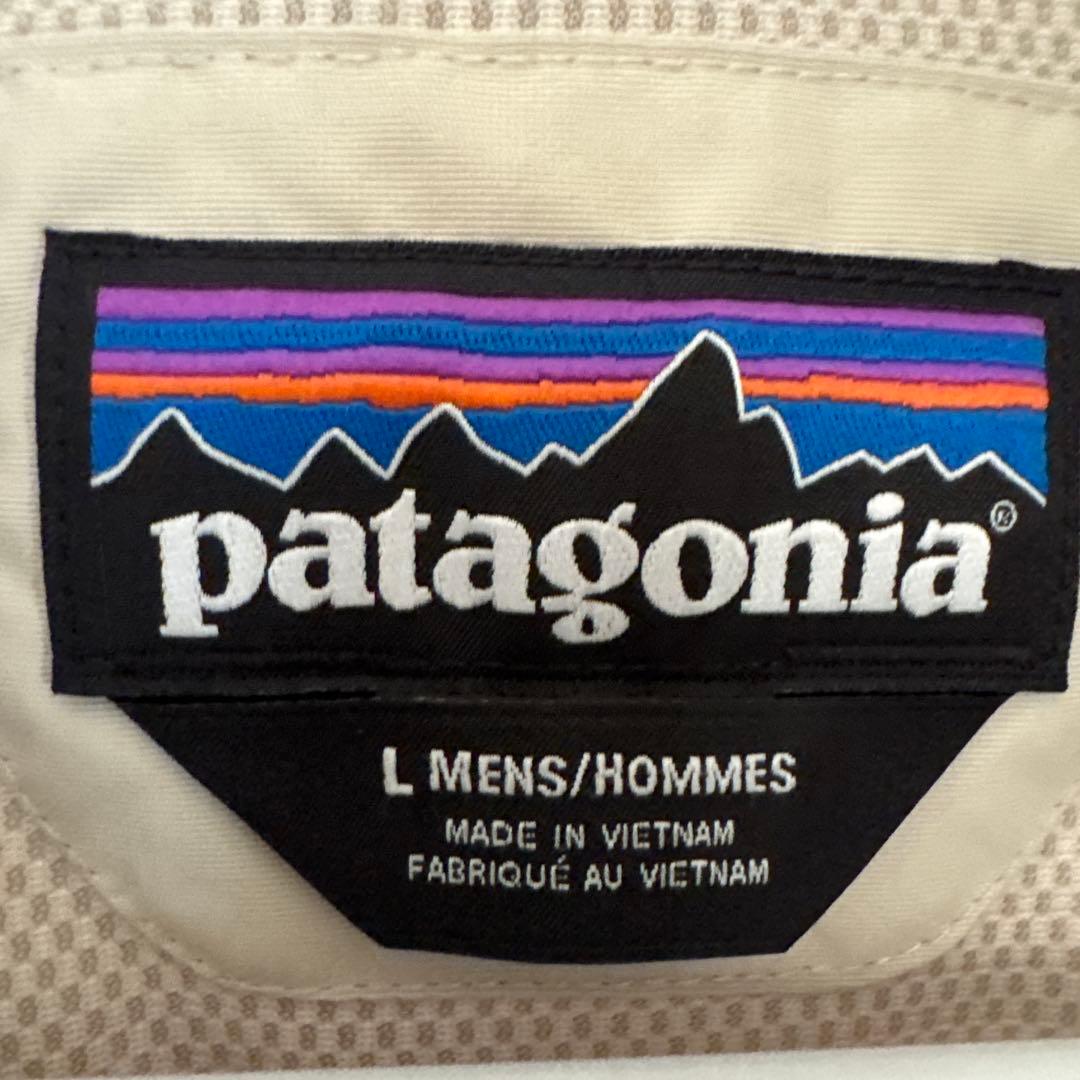 patagonia®
L MENS/HOMMES
MADE IN VIETNAM
FABRIQUÉ AU VIETNAM